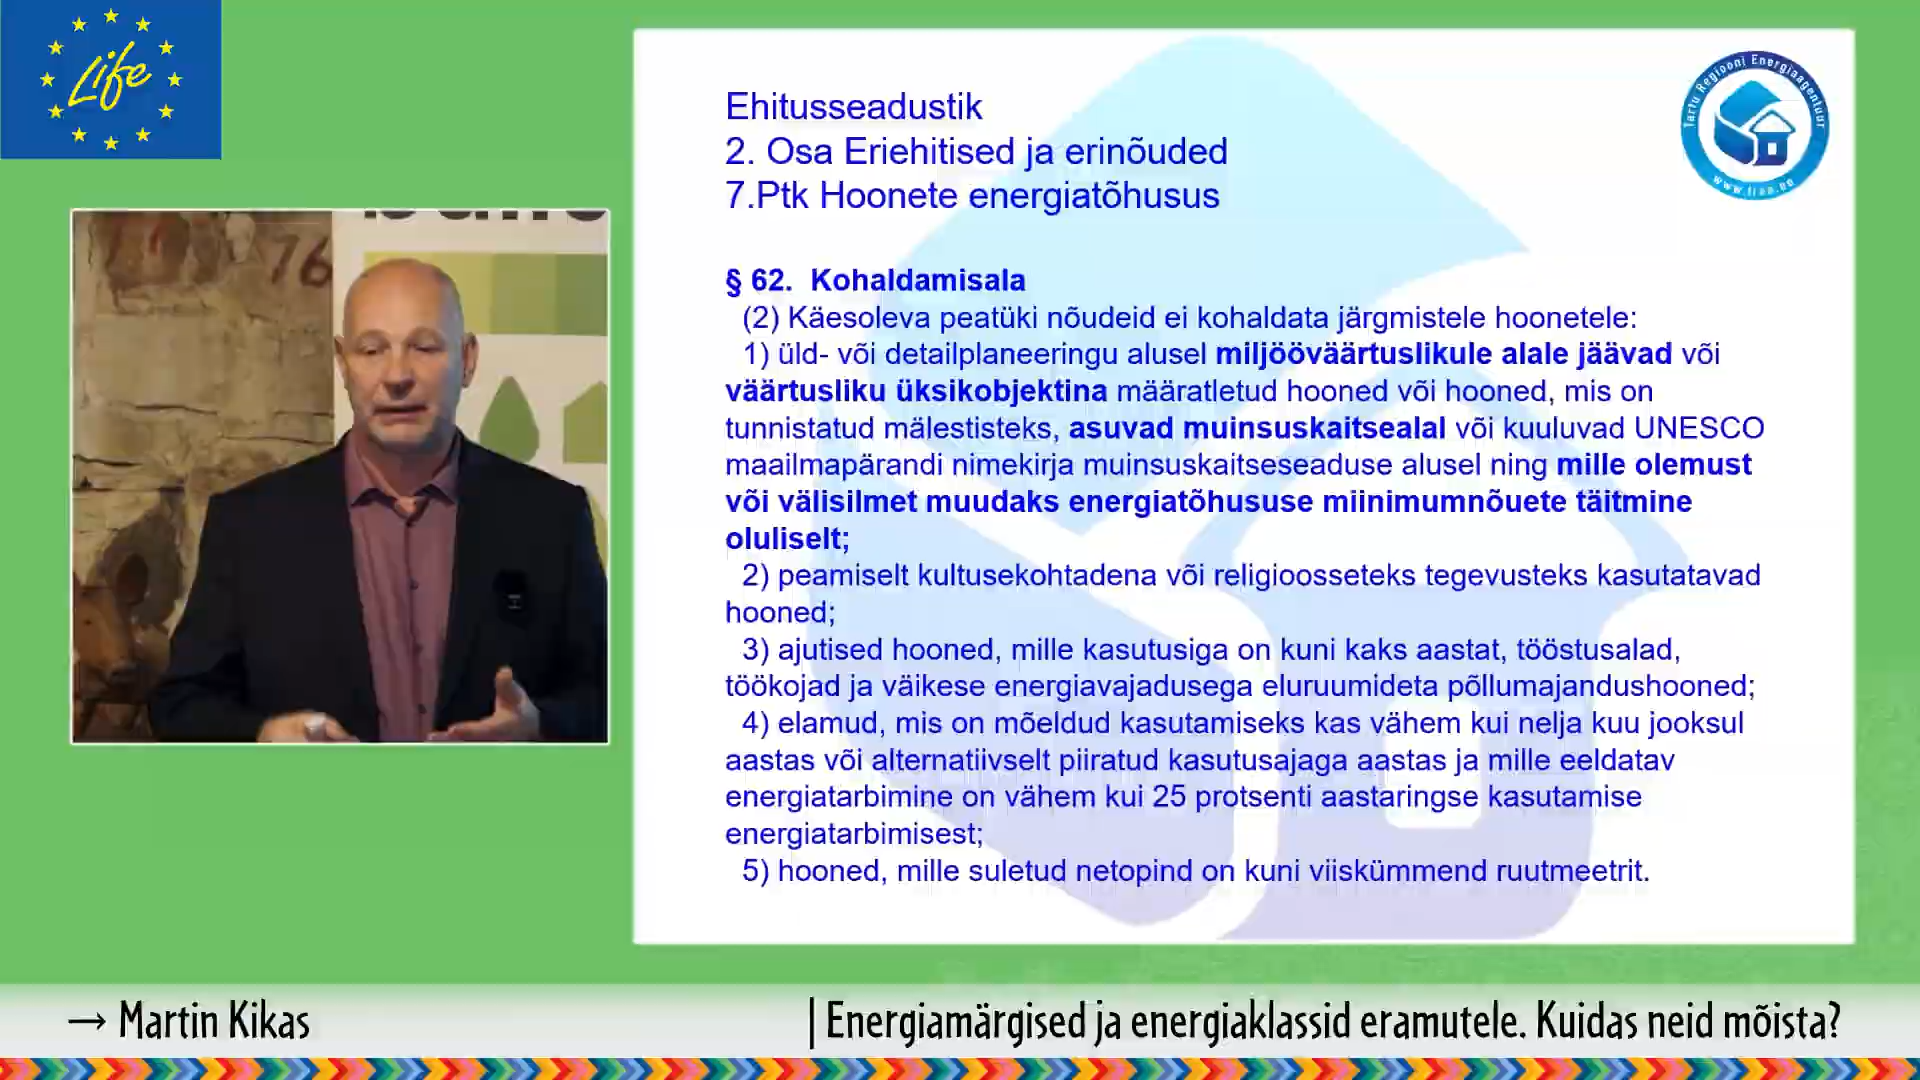 Life
Ehitusseadustik
2. Osa Eriehitised ja erinõuded
7.Ptk Hoonete energiatõhusus
Tartu Regiooni Energiaagentuur
76
§ 62. Kohaldamisala
(2) Käesoleva peatüki nõudeid ei kohaldata järgmistele hoonetele:
1) üld- või detailplaneeringu alusel miljööväärtuslikule alale jäävad või
väärtusliku üksikobjektina määratletud hooned või hooned, mis on
tunnistatud mälestisteks, asuvad muinsuskaitsealal või kuuluvad UNESCO
maailmapärandi nimekirja muinsuskaitseseaduse alusel ning mille olemust
või välisilmet muudaks energiatõhususe miinimumnõuete täitmine
oluliselt;
2) peamiselt kultusekohtadena või religioosseteks tegevusteks kasutatavad
hooned;
3) ajutised hooned, mille kasutusiga on kuni kaks aastat, tööstusalad,
töökojad ja väikese energiavajadusega eluruumideta põllumajandushooned;
4) elamud, mis on mõeldud kasutamiseks kas vähem kui nelja kuu jooksul
aastas või alternatiivselt piiratud kasutusajaga aastas ja mille eeldatav
energiatarbimine on vähem kui 25 protsenti aastaringse kasutamise
energiatarbimisest;
5) hooned, mille suletud netopind on kuni viiskümmend ruutmeetrit.
→ Martin Kikas
| Energiamärgised ja energiaklassid eramutele. Kuidas neid mõista?